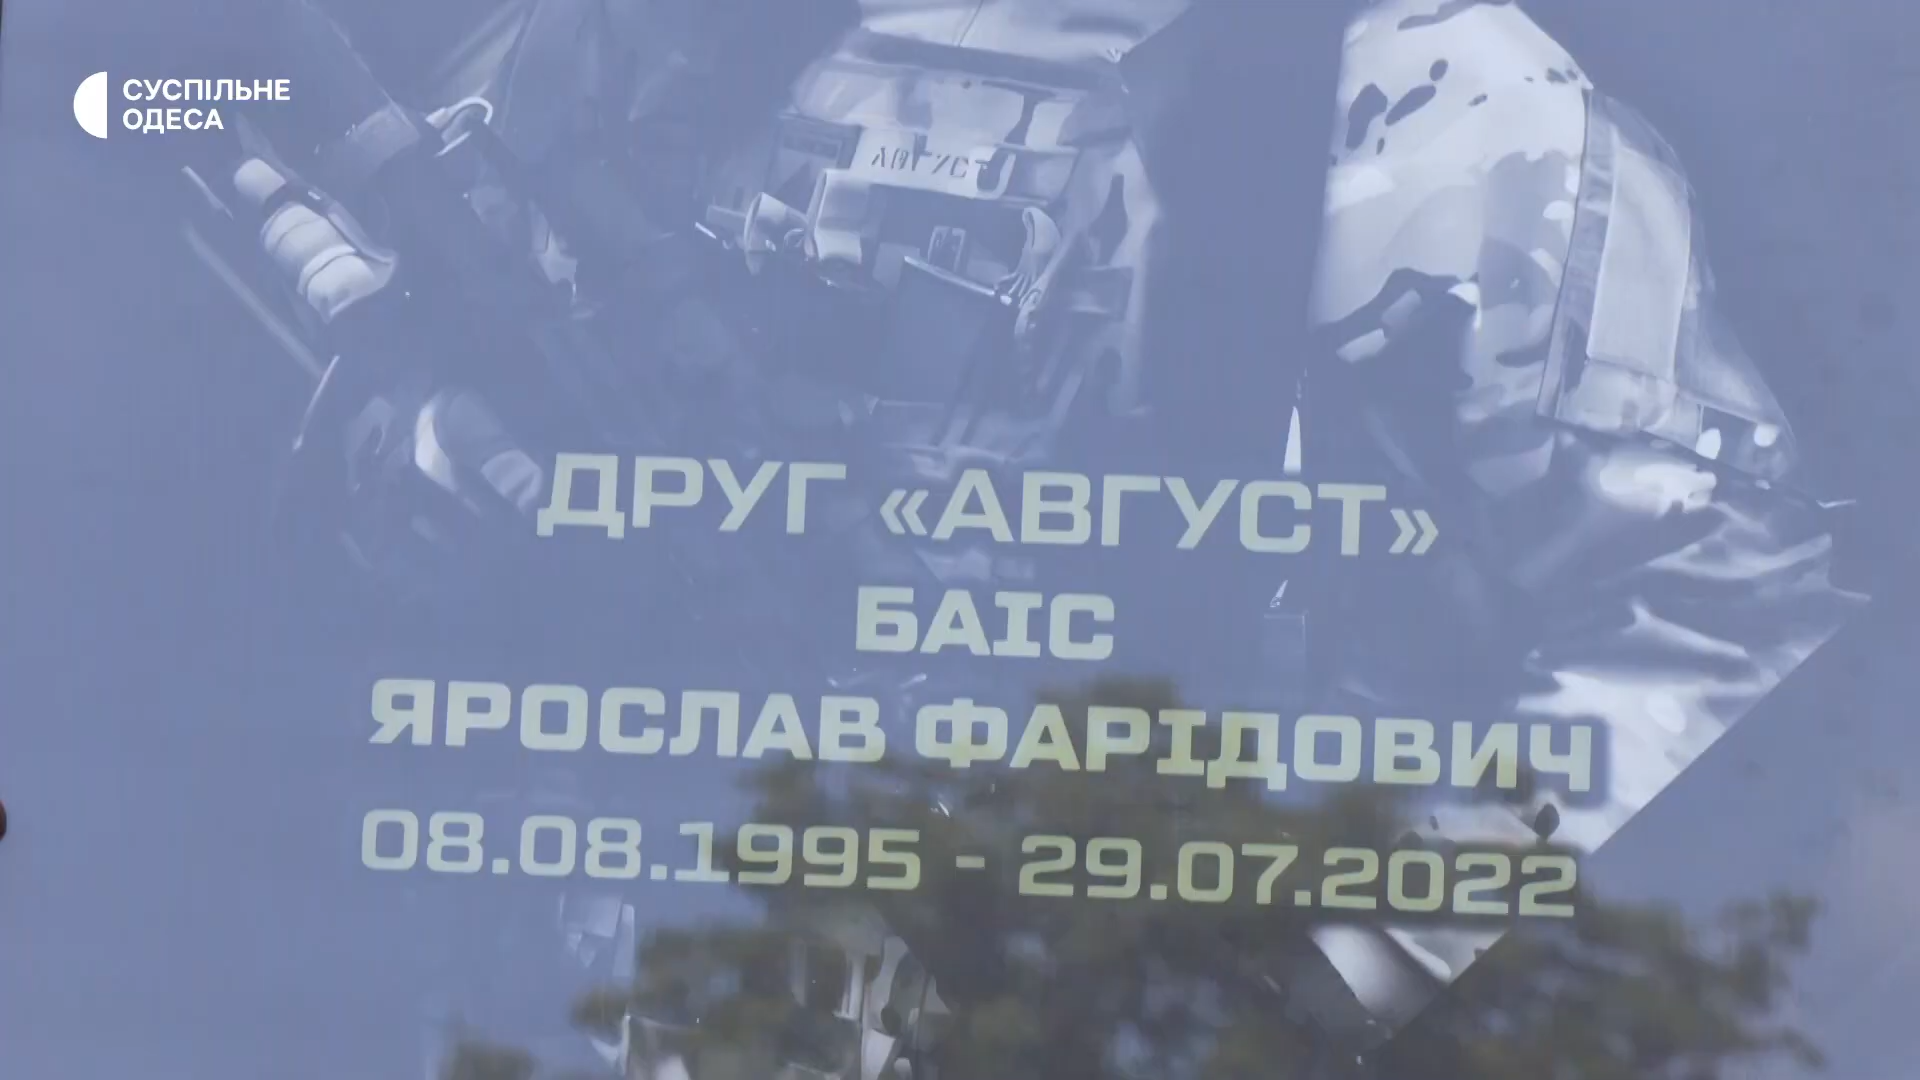 СУСПІЛЬНЕ
ОДЕСА
АВГУСТ
ДРУГ «АВГУСТ»
БАІС
ЯРОСЛАВ ФАРІДОВИЧ
08.08.1995 - 29.07.2022